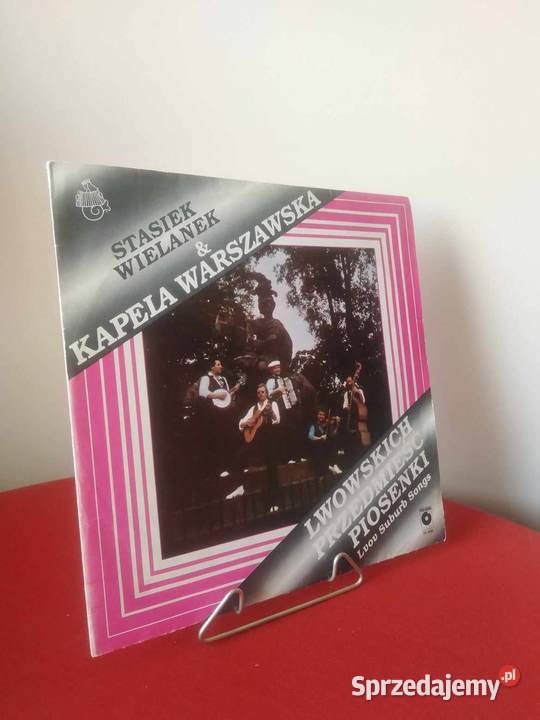 STASIEK
WIELANEK
&
KAPELA WARSZAWSKA
LWOWSKICH
PRZEDMIEŚĆ
PIOSENKI
Lvov Suburb Songs
Sprzedajemy.pl